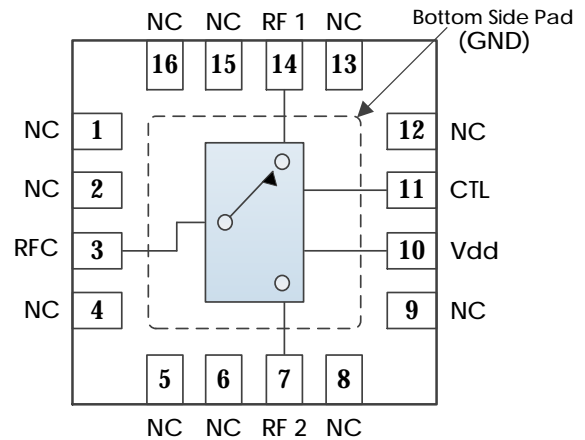 Bottom Side Pad
(GND)
NC NC RF 1 NC
16 15 14 13
NC 1
12 NC
NC 2
11 CTL
RFC 3
10 Vdd
NC 4
9 NC
5 6 7 8
NC NC RF 2 NC